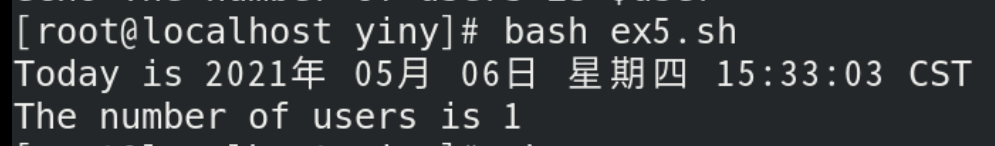 [root@localhost yiny]# bash ex5.sh
Today is 2021年 05月 06日 星期四 15:33:03 CST
The number of users is 1